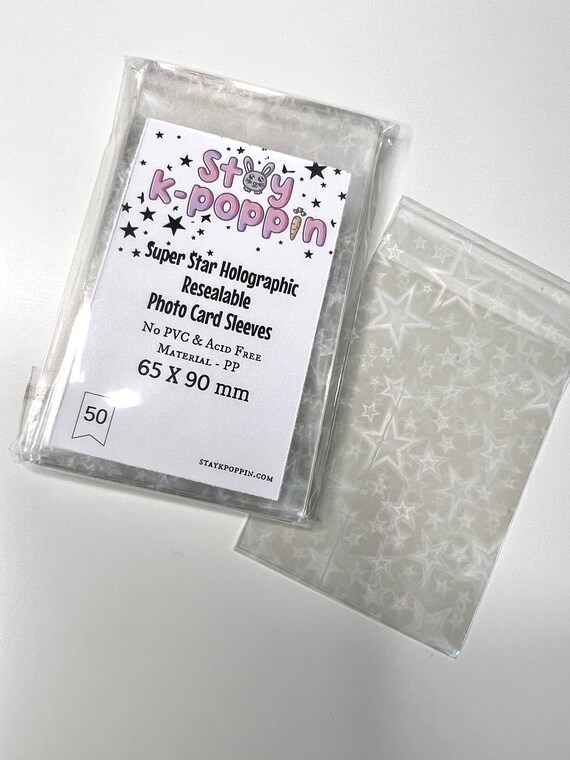 Stay
k-poppin
Super Star Holographic
Resealable
Photo Card Sleeves
No PVC & Acid Free
Material - PP
65 X 90 mm
50
staykpoppin.com